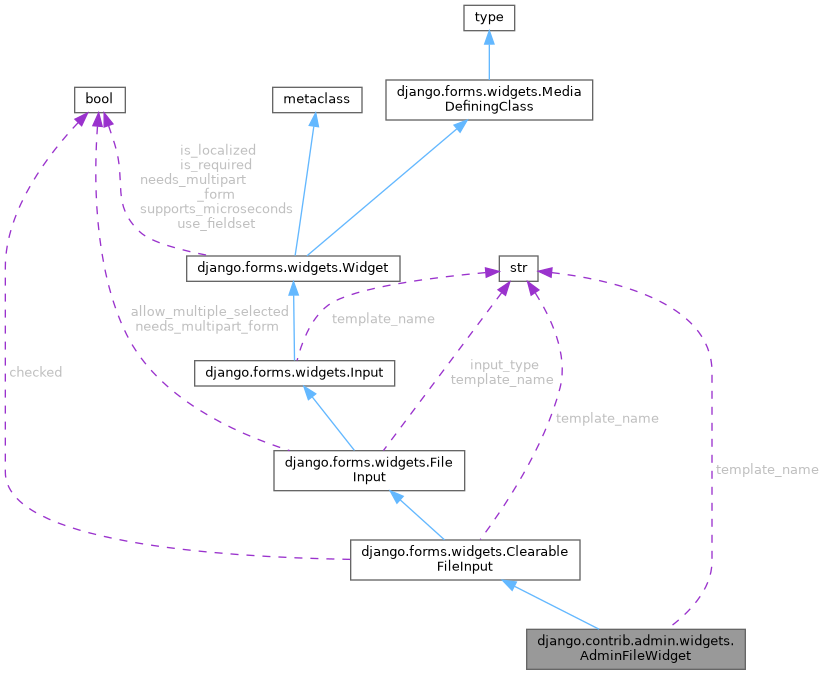 type
bool
metaclass
django.forms.widgets.Media
DefiningClass
is_localized
is_required
needs_multipart
_form
supports_microseconds
use_fieldset
django.forms.widgets.Widget
str
allow_multiple_selected
needs_multipart_form
template_name
django.forms.widgets.Input
checked
input_type
template_name
template_name
django.forms.widgets.File
Input
template_name
django.forms.widgets.Clearable
FileInput
django.contrib.admin.widgets.
AdminFileWidget